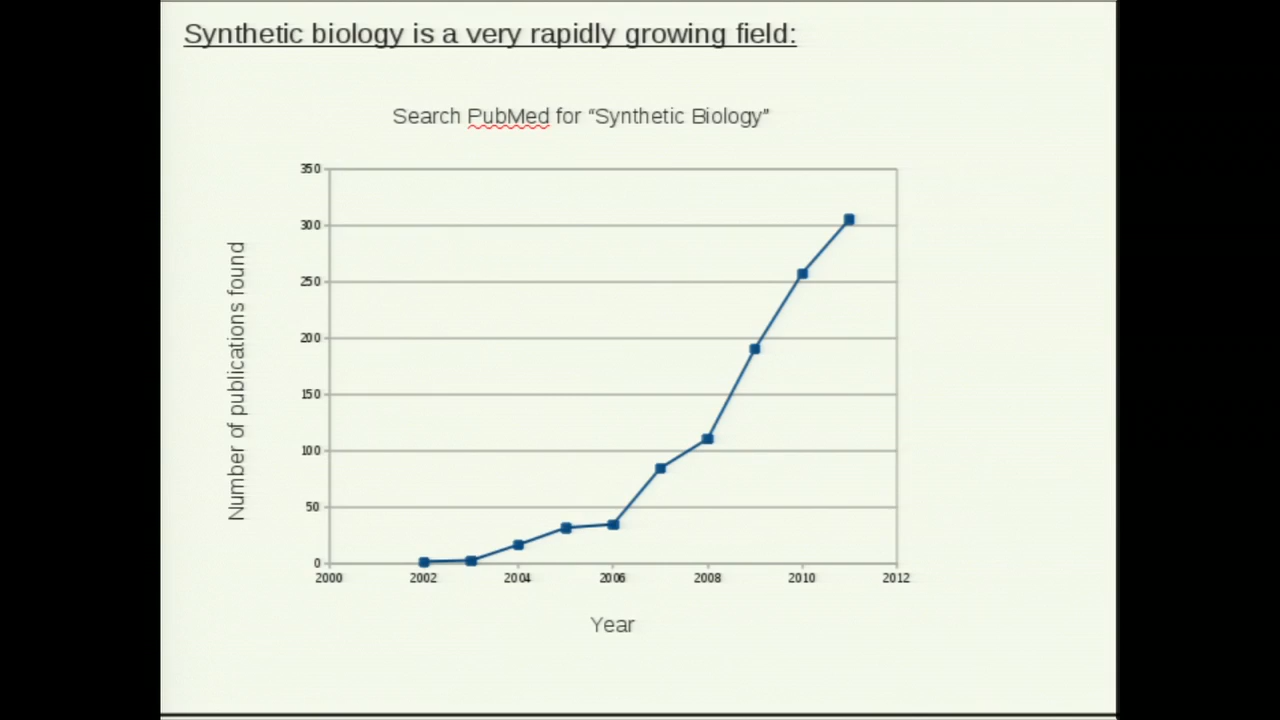 Synthetic biology is a very rapidly growing field:
Search PubMed for “Synthetic Biology”
350
300
250
200
150
100
50
0
Number of publications found
2000 2002 2004 2006 2008 2010 2012
Year